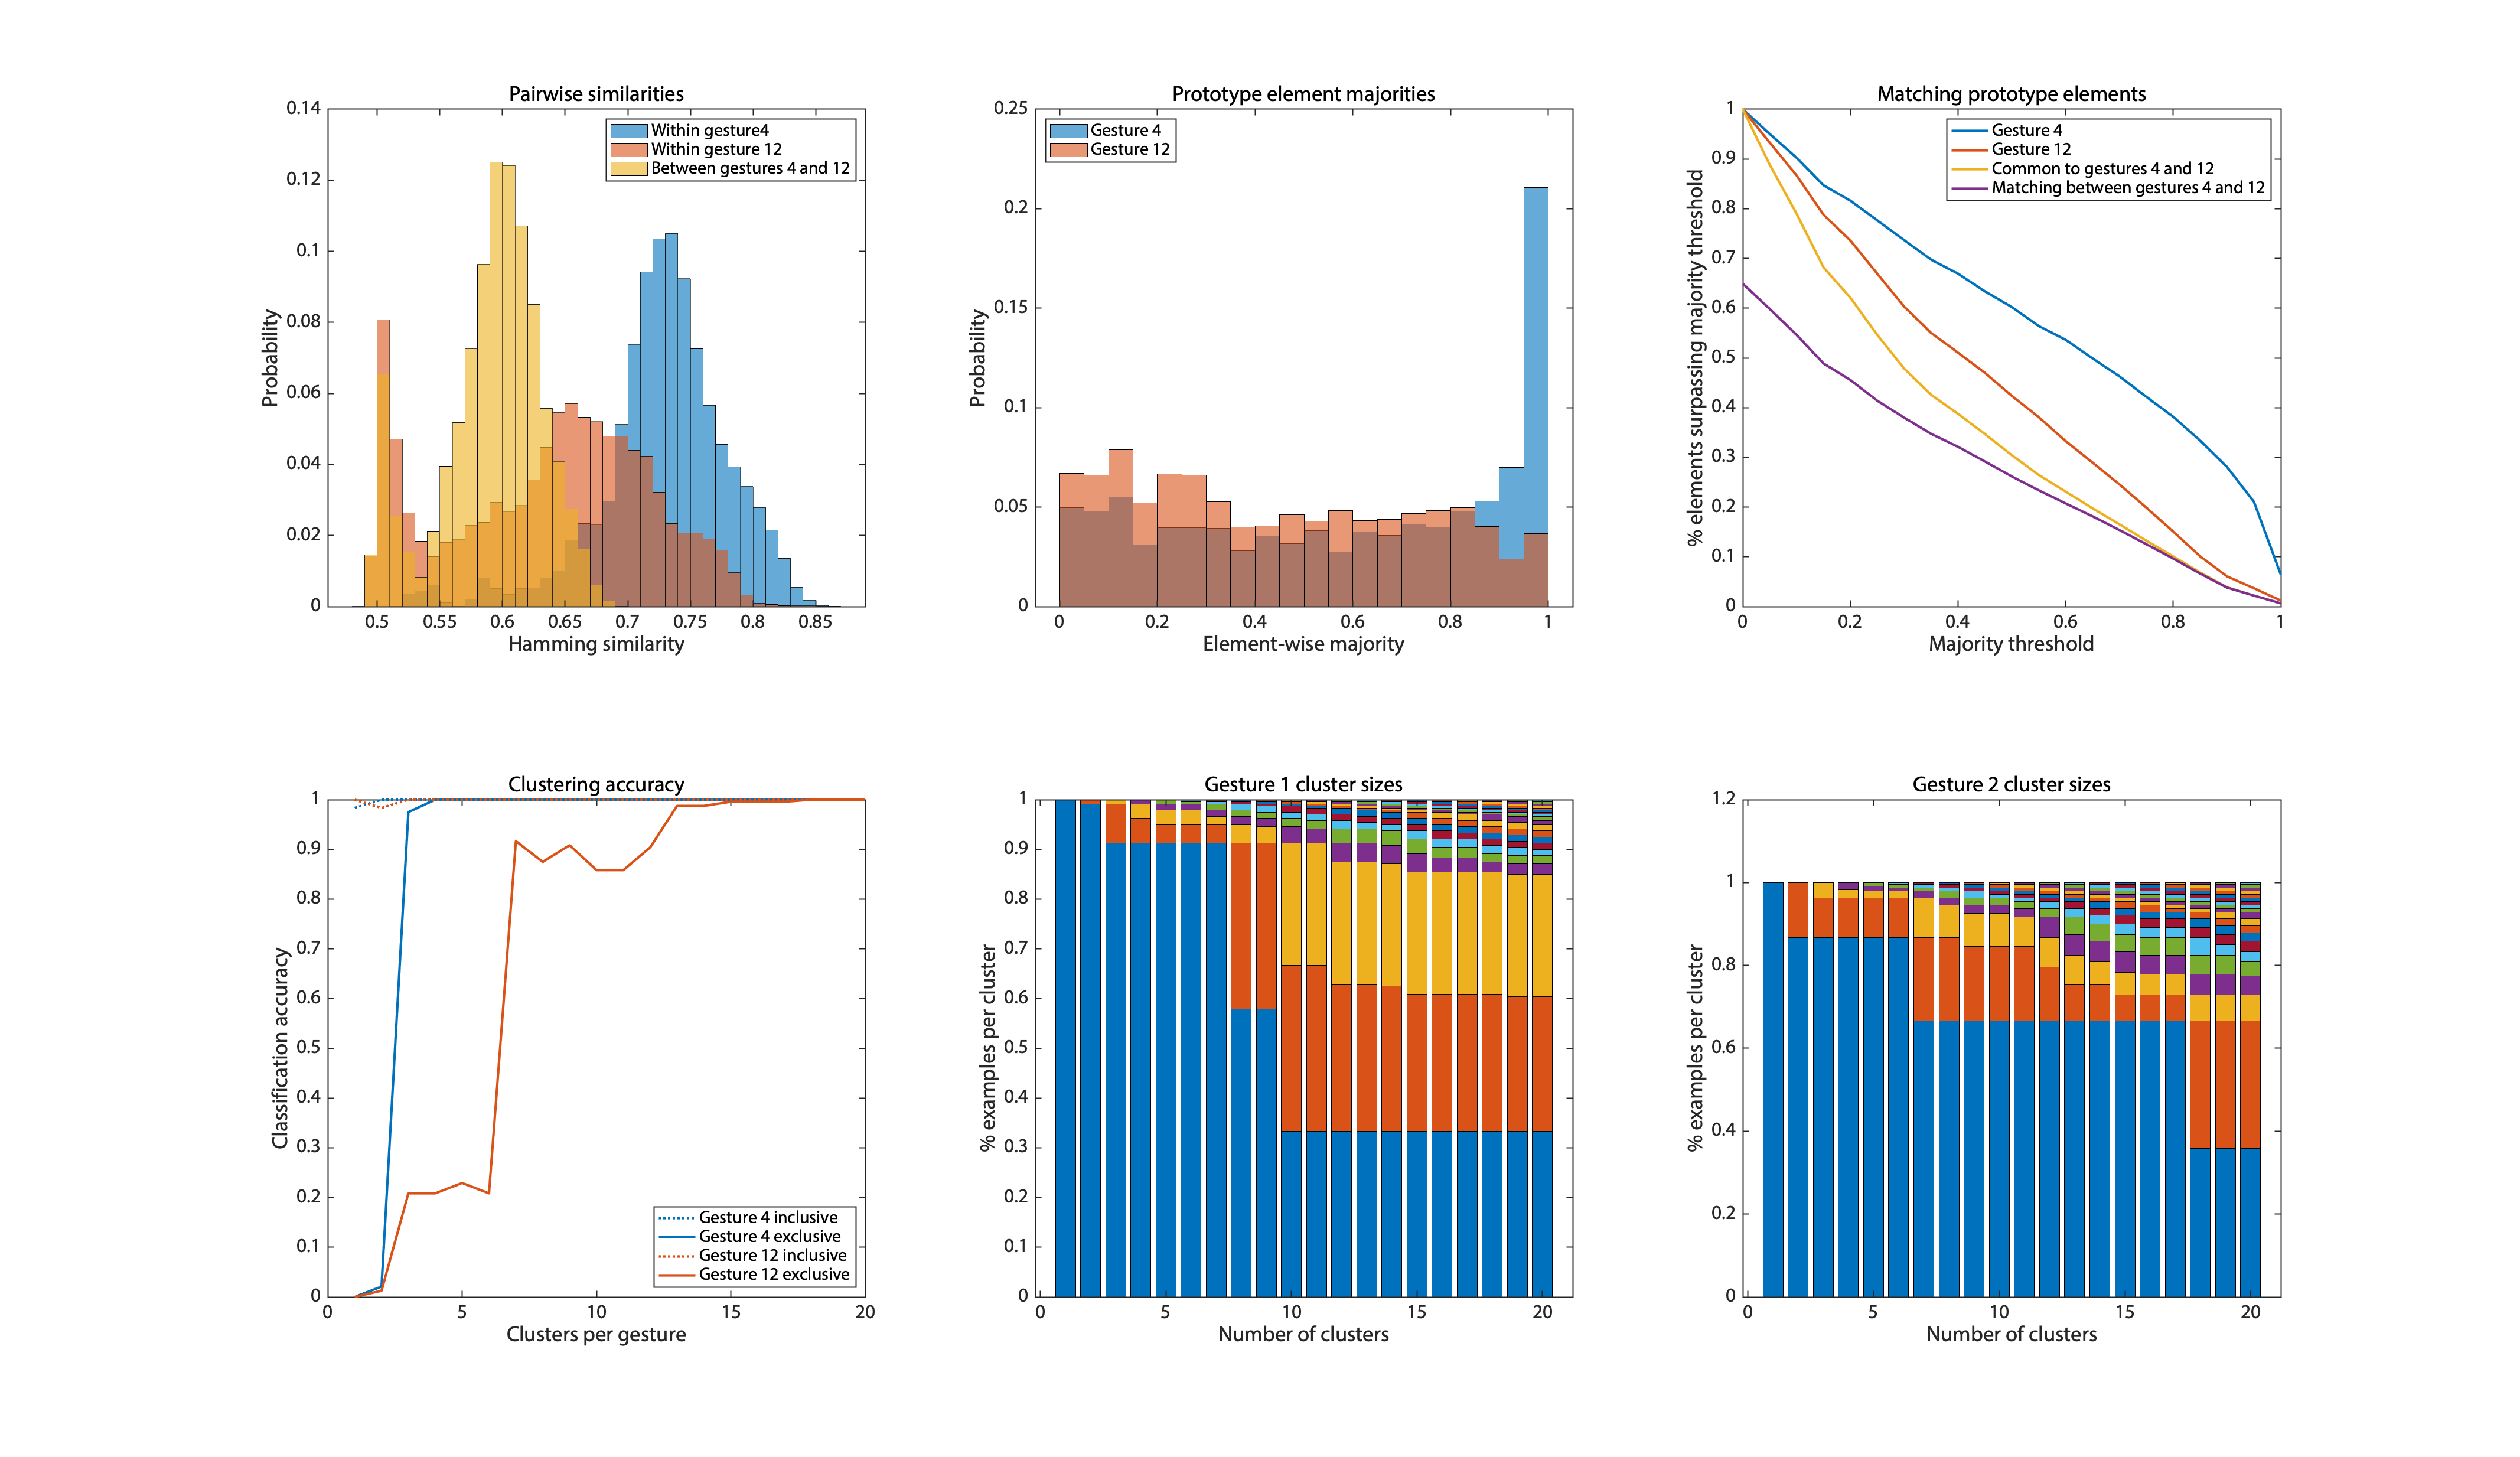 Pairwise similarities
0.14
0.12
0.1
0.08
0.06
0.04
0.02
0
Probability
Within gesture4
Within gesture 12
Between gestures 4 and 12
0.5 0.55 0.6 0.65 0.7 0.75 0.8 0.85
Hamming similarity
Prototype element majorities
0.25
0.2
0.15
0.1
0.05
0
Probability
Gesture 4
Gesture 12
0 0.2 0.4 0.6 0.8 1
Element-wise majority
Matching prototype elements
1
0.9
0.8
0.7
0.6
0.5
0.4
0.3
0.2
0.1
0
% elements surpassing majority threshold
Gesture 4
Gesture 12
Common to gestures 4 and 12
Matching between gestures 4 and 12
0 0.2 0.4 0.6 0.8 1
Majority threshold
Clustering accuracy
1
0.9
0.8
0.7
0.6
0.5
0.4
0.3
0.2
0.1
0
Classification accuracy
Gesture 4 inclusive
Gesture 4 exclusive
Gesture 12 inclusive
Gesture 12 exclusive
0 5 10 15 20
Clusters per gesture
Gesture 1 cluster sizes
1
0.9
0.8
0.7
0.6
0.5
0.4
0.3
0.2
0.1
0
% examples per cluster
0 5 10 15 20
Number of clusters
Gesture 2 cluster sizes
1.2
1
0.8
0.6
0.4
0.2
0
% examples per cluster
0 5 10 15 20
Number of clusters